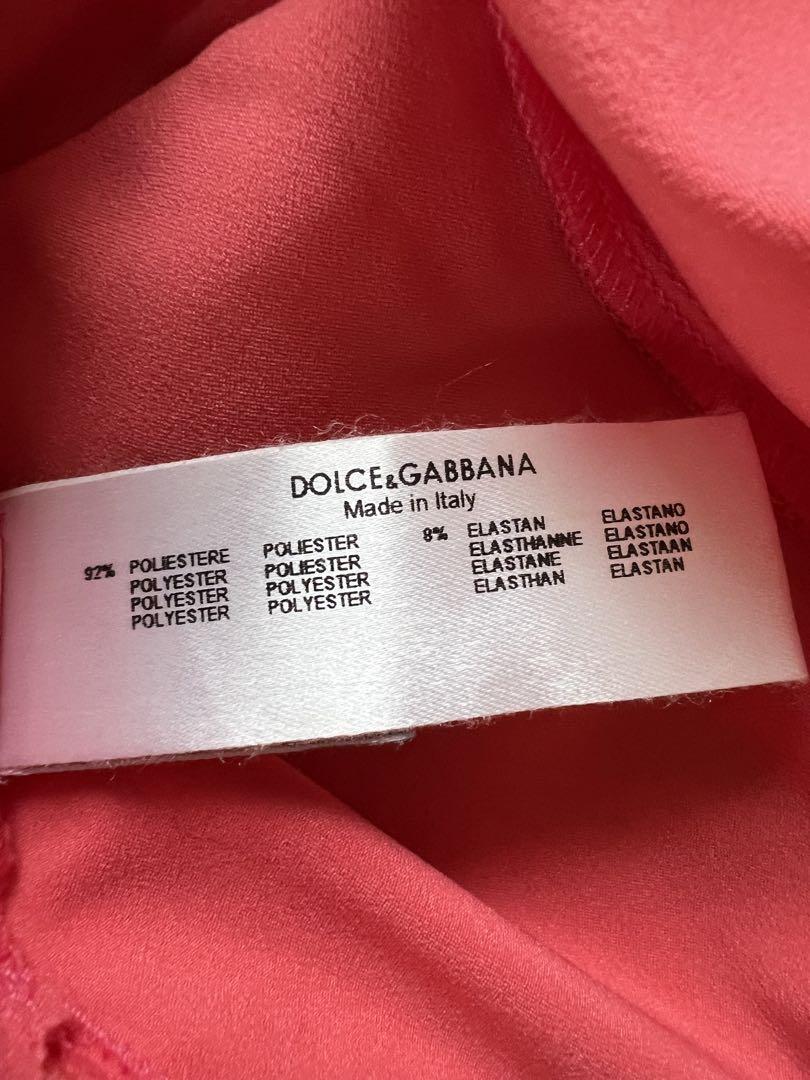 DOLCE&GABBANA
Made in Italy
92% POLIESTERE POLIESTER 8% ELASTAN ELASTANO
POLYESTER POLIESTER ELASTHANNE ELASTANO
POLYESTER POLYESTER ELASTANE ELASTAAN
POLYESTER POLYESTER ELASTHAN ELASTAN